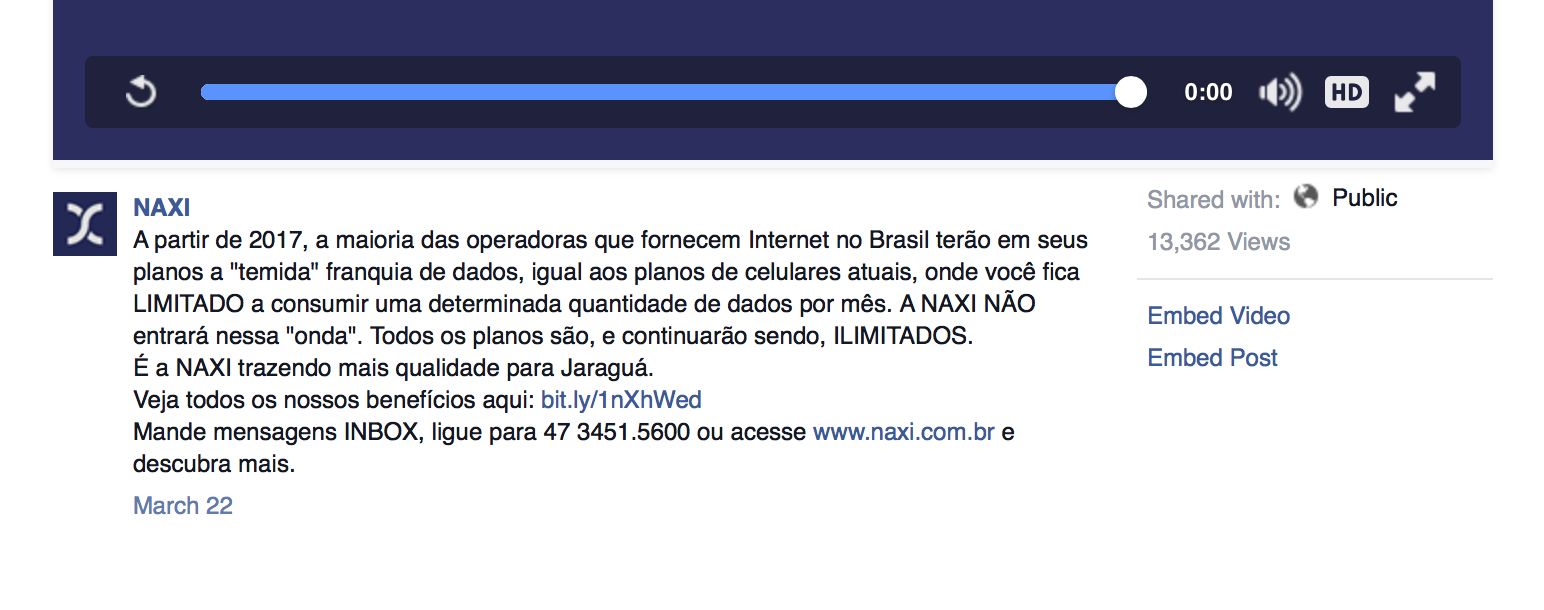 0:00
HD
NAXI
A partir de 2017, a maioria das operadoras que fornecem Internet no Brasil terão em seus
planos a "temida" franquia de dados, igual aos planos de celulares atuais, onde você fica
LIMITADO a consumir uma determinada quantidade de dados por mês. A NAXI NÃO
entrará nessa "onda". Todos os planos são, e continuarão sendo, ILIMITADOS.
É a NAXI trazendo mais qualidade para Jaraguá.
Veja todos os nossos benefícios aqui: bit.ly/1nXhWed
Mande mensagens INBOX, ligue para 47 3451.5600 ou acesse www.naxi.com.br e
descubra mais.
March 22
Shared with: Public
13,362 Views
Embed Video
Embed Post